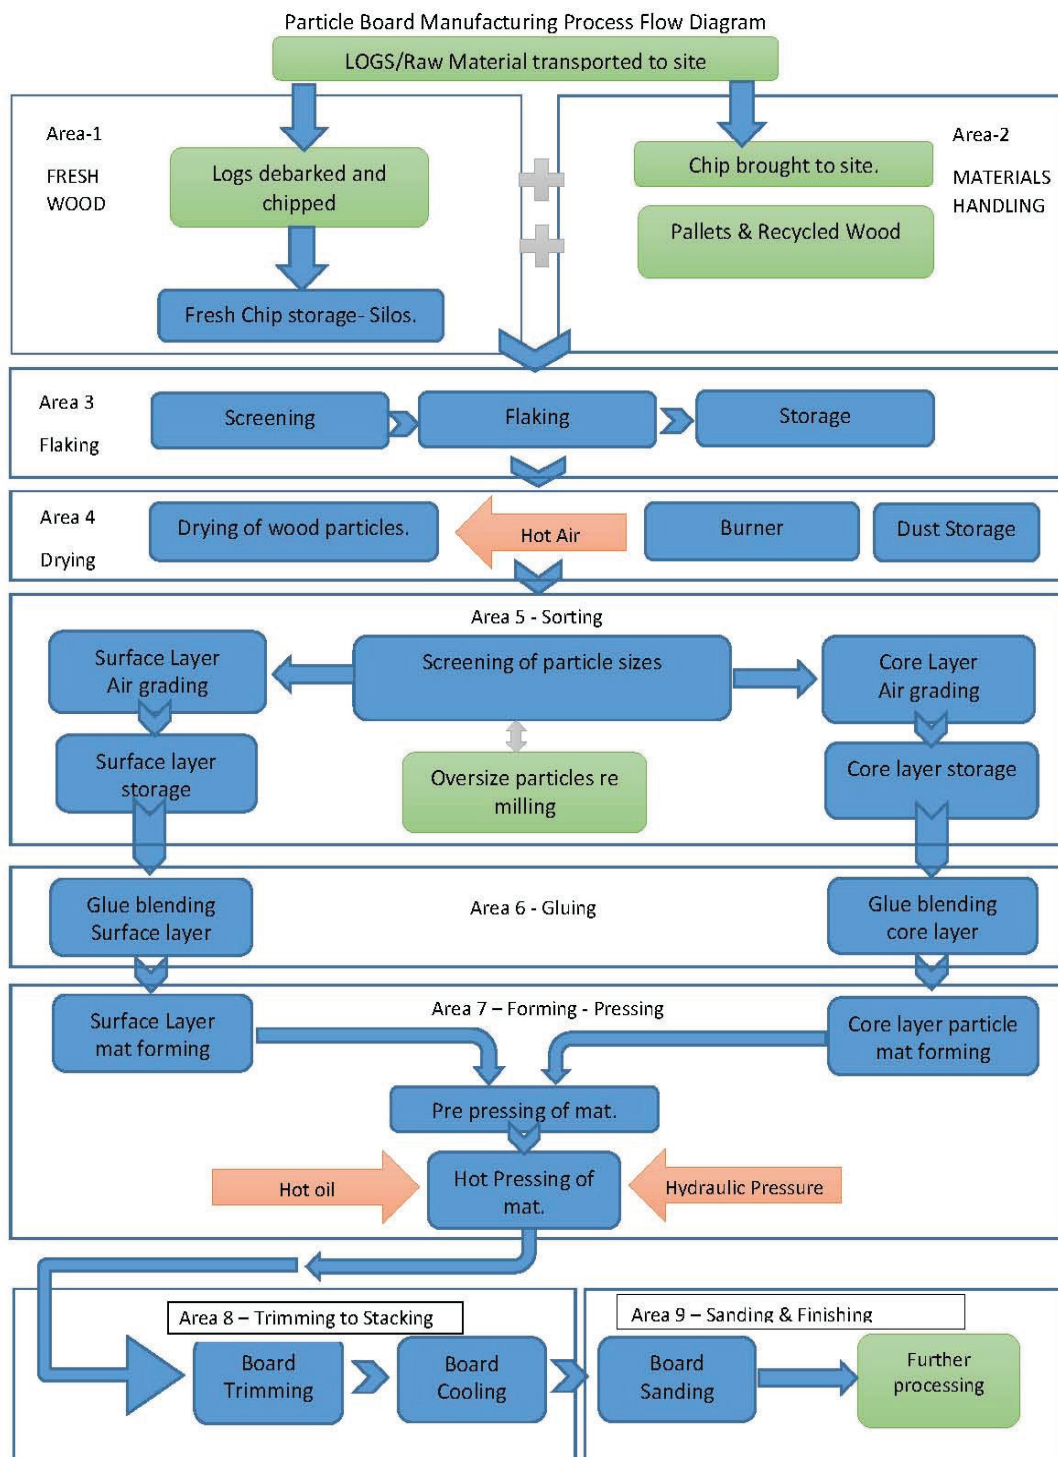 Particle Board Manufacturing Process Flow Diagram
LOGS/Raw Material transported to site
Area-1
FRESH
WOOD
Logs debarked and
chipped
Fresh Chip storage- Silos.
Area-2
MATERIALS
HANDLING
Chip brought to site.
Pallets & Recycled Wood
Area 3
Flaking
Screening
Flaking
Storage
Area 4
Drying
Drying of wood particles.
Hot Air
Burner
Dust Storage
Area 5 - Sorting
Surface Layer
Air grading
Screening of particle sizes
Core Layer
Air grading
Surface layer
storage
Oversize particles re
milling
Core layer storage
Glue blending
Surface layer
Area 6 - Gluing
Glue blending
core layer
Area 7 – Forming - Pressing
Surface Layer
mat forming
Core layer particle
mat forming
Pre pressing of mat.
Hot oil
Hot Pressing of
mat.
Hydraulic Pressure
Area 8 – Trimming to Stacking
Board
Trimming
Board
Cooling
Area 9 – Sanding & Finishing
Board
Sanding
Further
processing